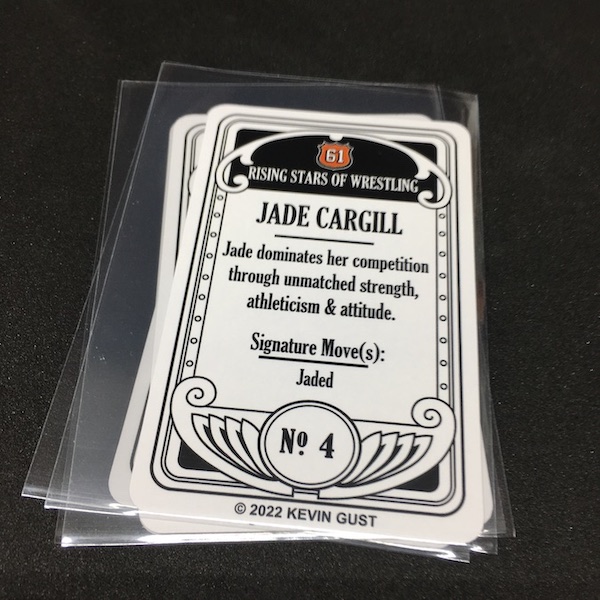 61
RISING STARS OF WRESTLING
JADE CARGILL
Jade dominates her competition
through unmatched strength,
athleticism & attitude.
Signature Move(s):
Jaded
Nº 4
© 2022 KEVIN GUST